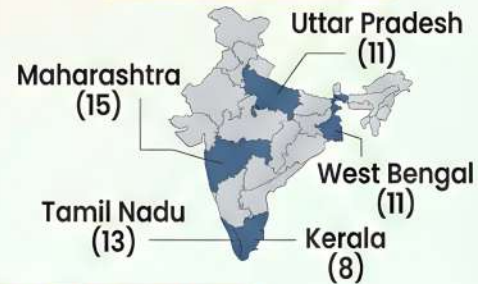 Uttar Pradesh
(11)
Maharashtra
(15)
West Bengal
(11)
Tamil Nadu
(13)
Kerala
(8)